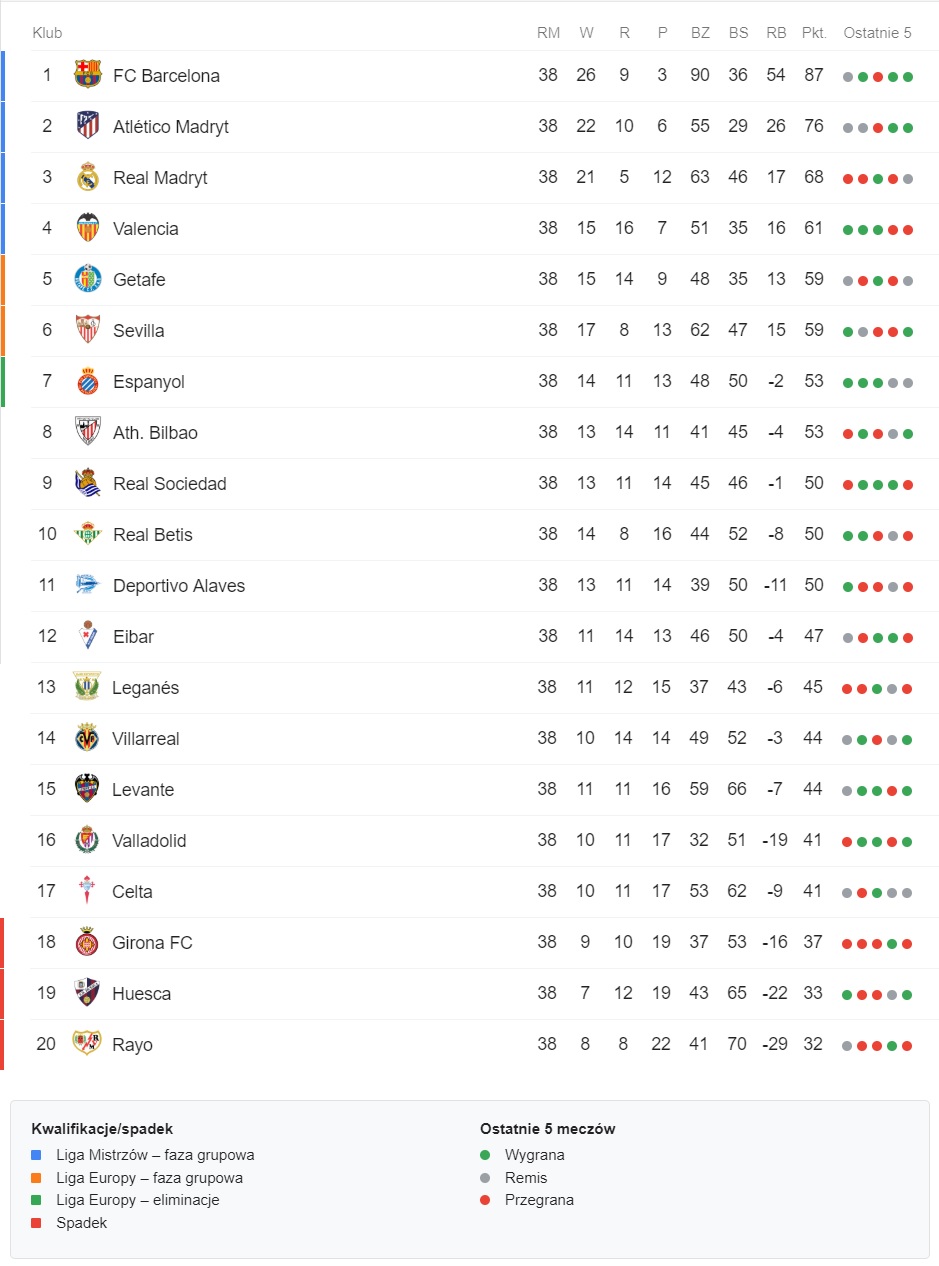 Klub RM W R P BZ BS RB Pkt. Ostatnie 5
1 FC Barcelona 38 26 9 3 90 36 54 87
2 Atlético Madryt 38 22 10 6 55 29 26 76
3 Real Madryt 38 21 5 12 63 46 17 68
4 Valencia 38 15 16 7 51 35 16 61
5 Getafe 38 15 14 9 48 35 13 59
6 Sevilla 38 17 8 13 62 47 15 59
7 Espanyol 38 14 11 13 48 50 -2 53
8 Ath. Bilbao 38 13 14 11 41 45 -4 53
9 Real Sociedad 38 13 11 14 45 46 -1 50
10 Real Betis 38 14 8 16 44 52 -8 50
11 Deportivo Alaves 38 13 11 14 39 50 -11 50
12 Eibar 38 11 14 13 46 50 -4 47
13 Leganés 38 11 12 15 37 43 -6 45
14 Villarreal 38 10 14 14 49 52 -3 44
15 Levante 38 11 11 16 59 66 -7 44
16 Valladolid 38 10 11 17 32 51 -19 41
17 Celta 38 10 11 17 53 62 -9 41
18 Girona FC 38 9 10 19 37 53 -16 37
19 Huesca 38 7 12 19 43 65 -22 33
20 Rayo 38 8 8 22 41 70 -29 32
Kwalifikacje/spadek
Liga Mistrzów – faza grupowa
Liga Europy – faza grupowa
Liga Europy – eliminacje
Spadek
Ostatnie 5 meczów
Wygrana
Remis
Przegrana